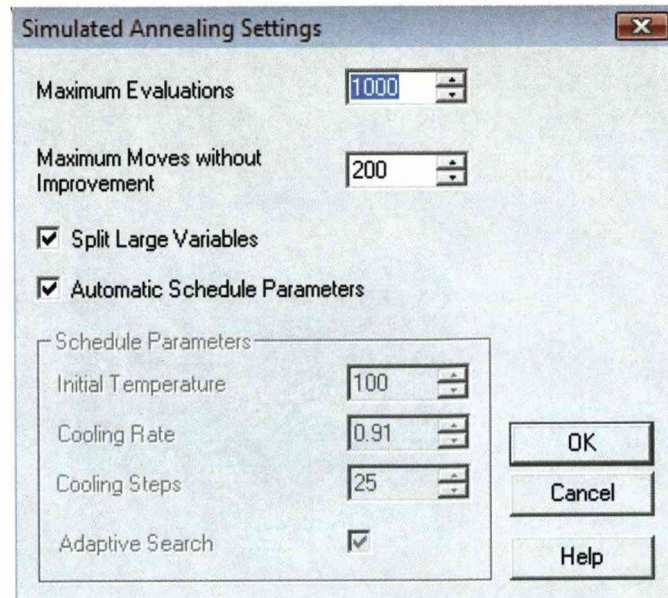 Simulated Annealing Settings
Maximum Evaluations
1000
Maximum Moves without
Improvement
200
Split Large Variables
Automatic Schedule Parameters
Schedule Parameters
Initial Temperature
100
Cooling Rate
0.91
Cooling Steps
25
Adaptive Search
OK
Cancel
Help